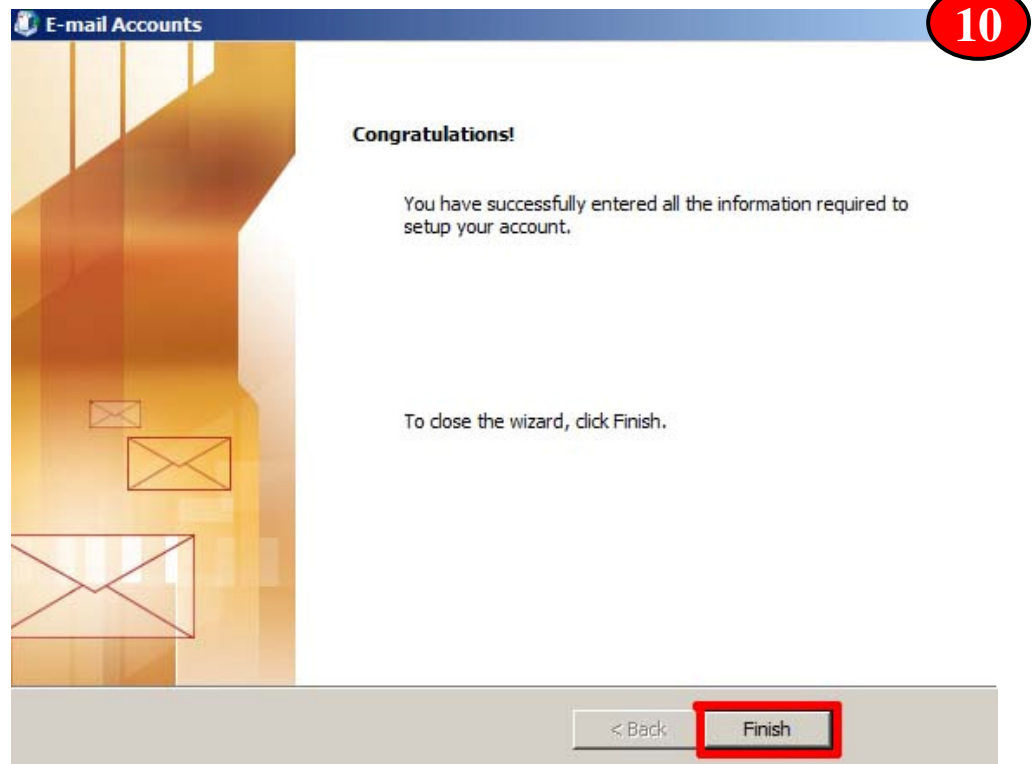 E-mail Accounts
10
Congratulations!
You have successfully entered all the information required to
setup your account.
To close the wizard, click Finish.
< Back
Finish